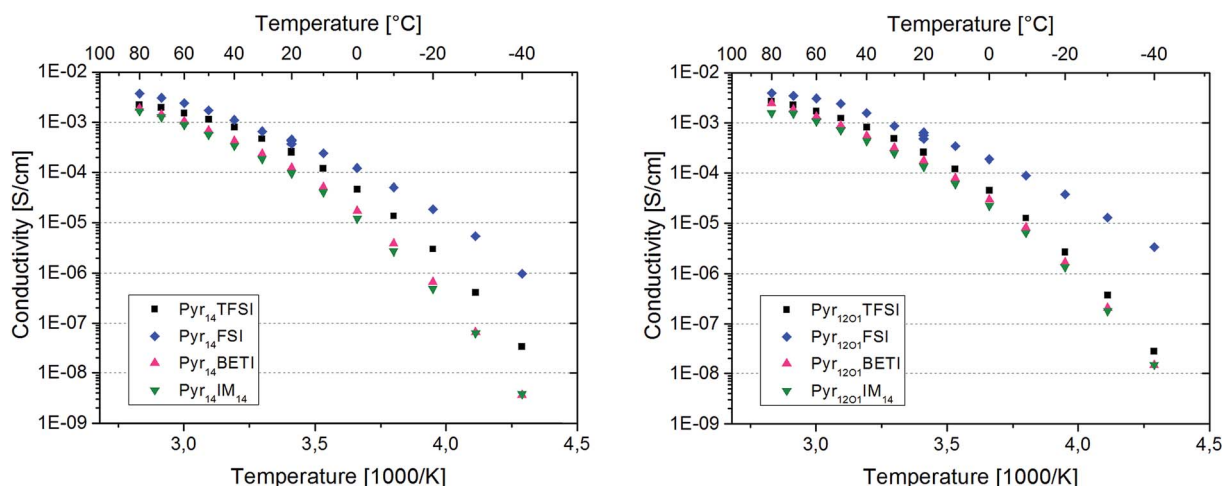 Temperature [°C]
100 80 60 40 20 0 -20 -40
1E-02
1E-03
1E-04
1E-05
1E-06
1E-07
1E-08
1E-09
Conductivity [S/cm]
Pyr₁₄TFSI
Pyr₁₄FSI
Pyr₁₄BETI
Pyr₁₄IM₁₄
3,0 3,5 4,0 4,5
Temperature [1000/K]
Temperature [°C]
100 80 60 40 20 0 -20 -40
1E-02
1E-03
1E-04
1E-05
1E-06
1E-07
1E-08
1E-09
Conductivity [S/cm]
Pyr₁₂₀₁TFSI
Pyr₁₂₀₁FSI
Pyr₁₂₀₁BETI
Pyr₁₂₀₁IM₁₄
3,0 3,5 4,0 4,5
Temperature [1000/K]